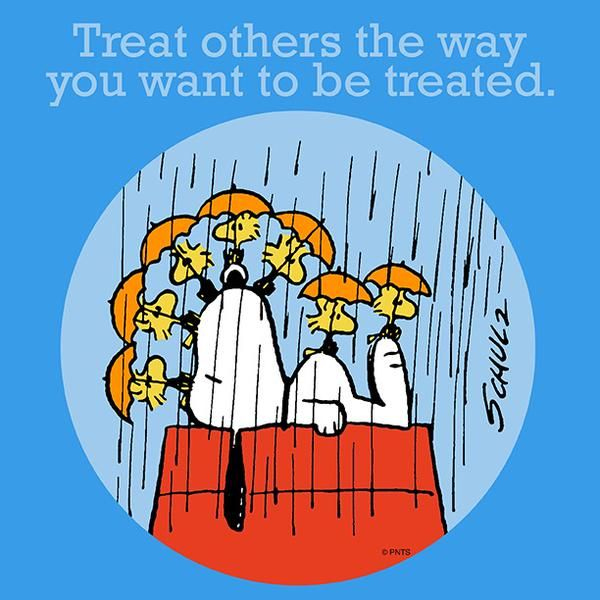 Treat others the way
you want to be treated.
SCHULZ
© PNTS